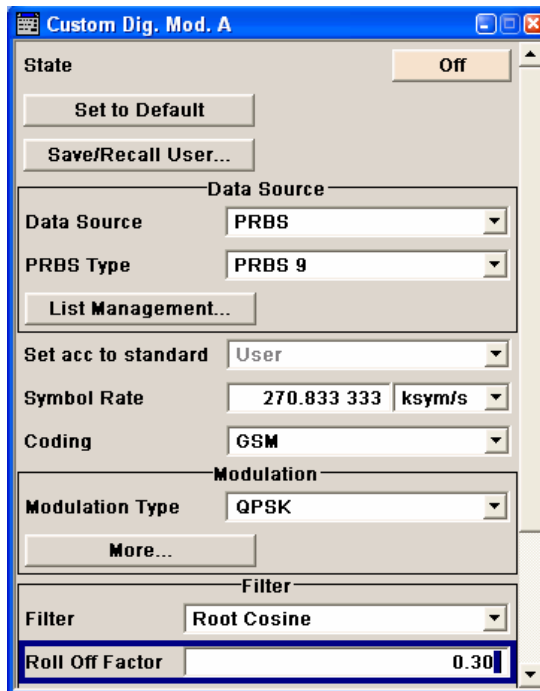 Custom Dig. Mod. A
State Off
Set to Default
Save/Recall User...
Data Source
Data Source PRBS
PRBS Type PRBS 9
List Management...
Set acc to standard User
Symbol Rate 270.833 333 ksym/s
Coding GSM
Modulation
Modulation Type QPSK
More...
Filter
Filter Root Cosine
Roll Off Factor 0.30